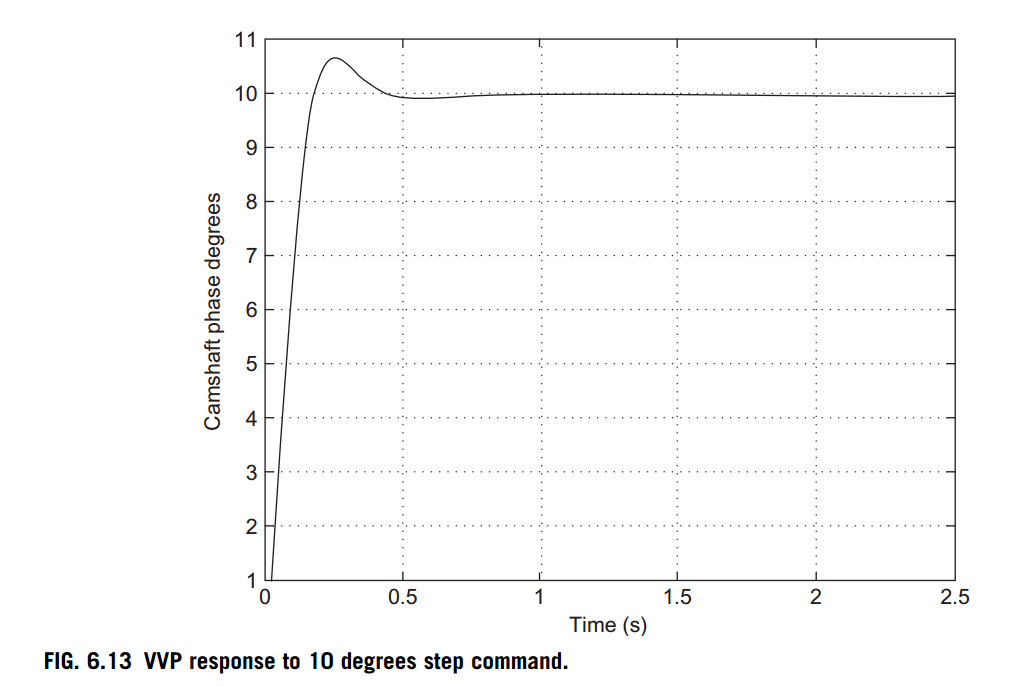 11
10
9
8
7
6
5
4
3
2
1
Camshaft phase degrees
0 0.5 1 1.5 2 2.5
Time (s)
FIG. 6.13 VVP response to 10 degrees step command.